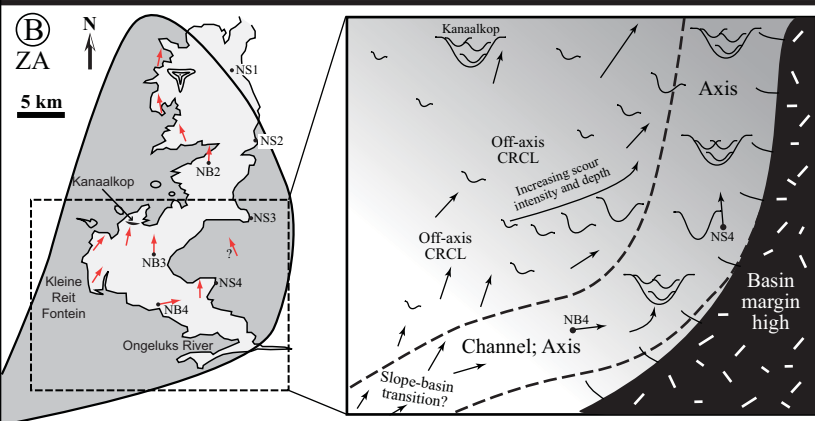 B
ZA
N
5 km
NS1
NS2
NB2
Kanaalkop
NS3
?
NB3
NS4
Kleine
Reit
Fontein
NB4
Ongeluks River
Kanaalkop
Axis
Off-axis
CRCL
Increasing scour
intensity and depth
Off-axis
CRCL
NS4
Basin
margin
high
NB4
Channel; Axis
Slope-basin
transition?